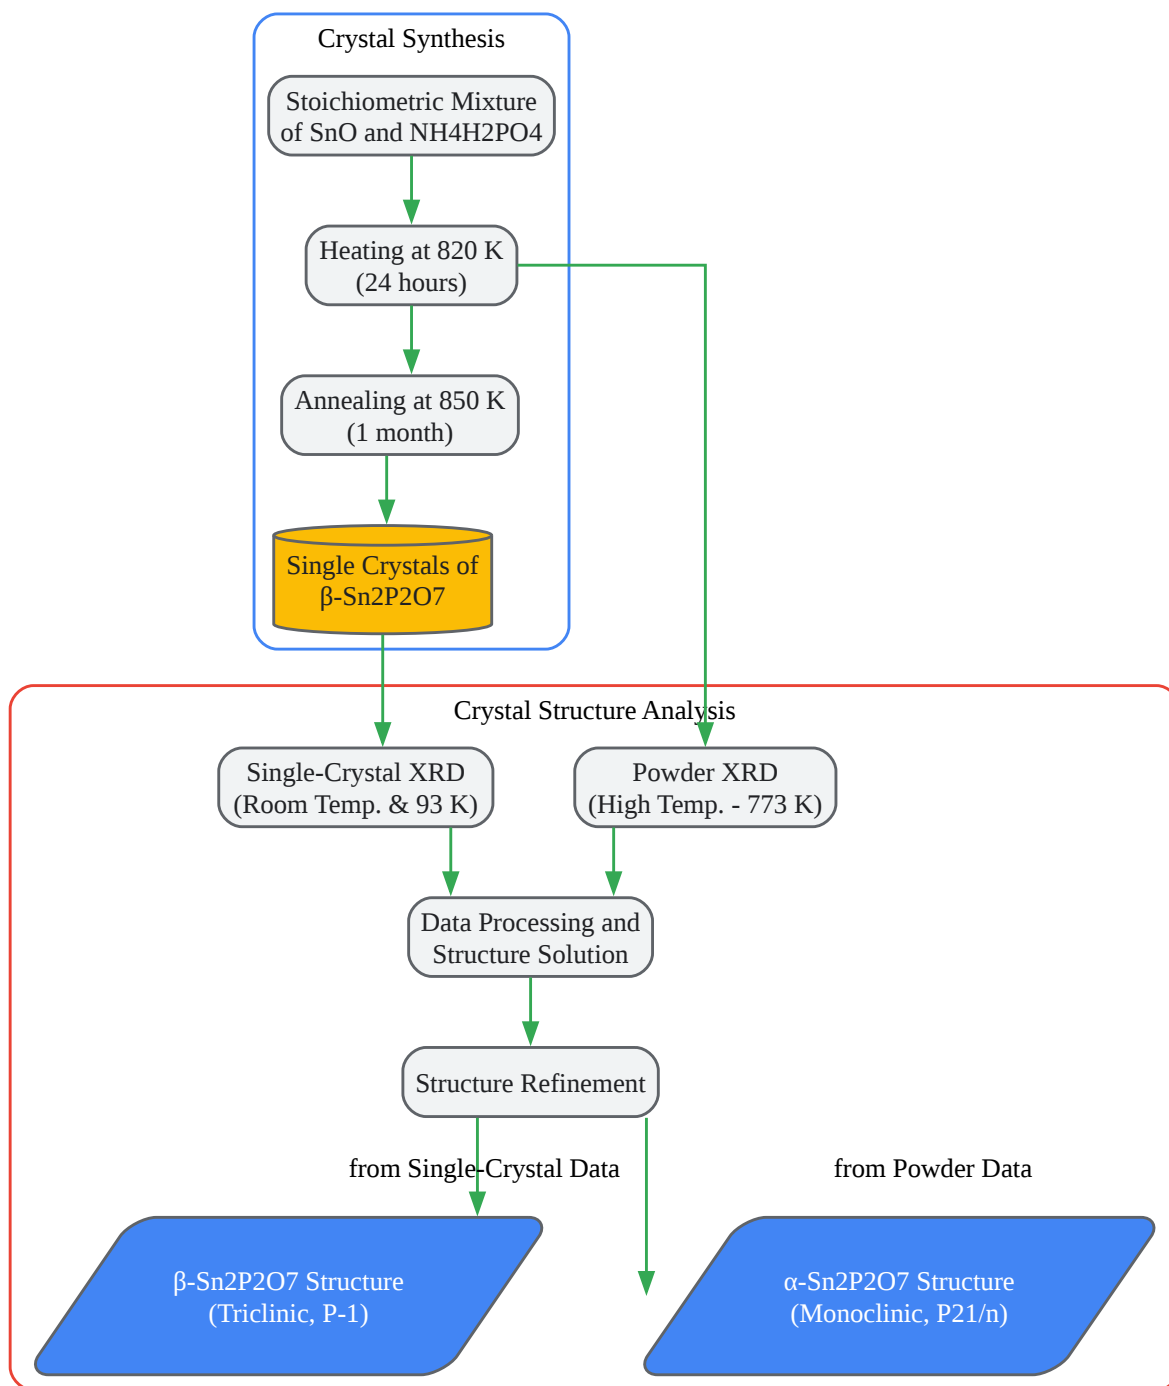 Crystal Synthesis
Stoichiometric Mixture
of SnO and NH4H2PO4
Heating at 820 K
(24 hours)
Annealing at 850 K
(1 month)
Single Crystals of
β-Sn2P2O7
Crystal Structure Analysis
Single-Crystal XRD
(Room Temp. & 93 K)
Powder XRD
(High Temp. - 773 K)
Data Processing and
Structure Solution
Structure Refinement
from Single-Crystal Data
from Powder Data
β-Sn2P2O7 Structure
(Triclinic, P-1)
α-Sn2P2O7 Structure
(Monoclinic, P21/n)